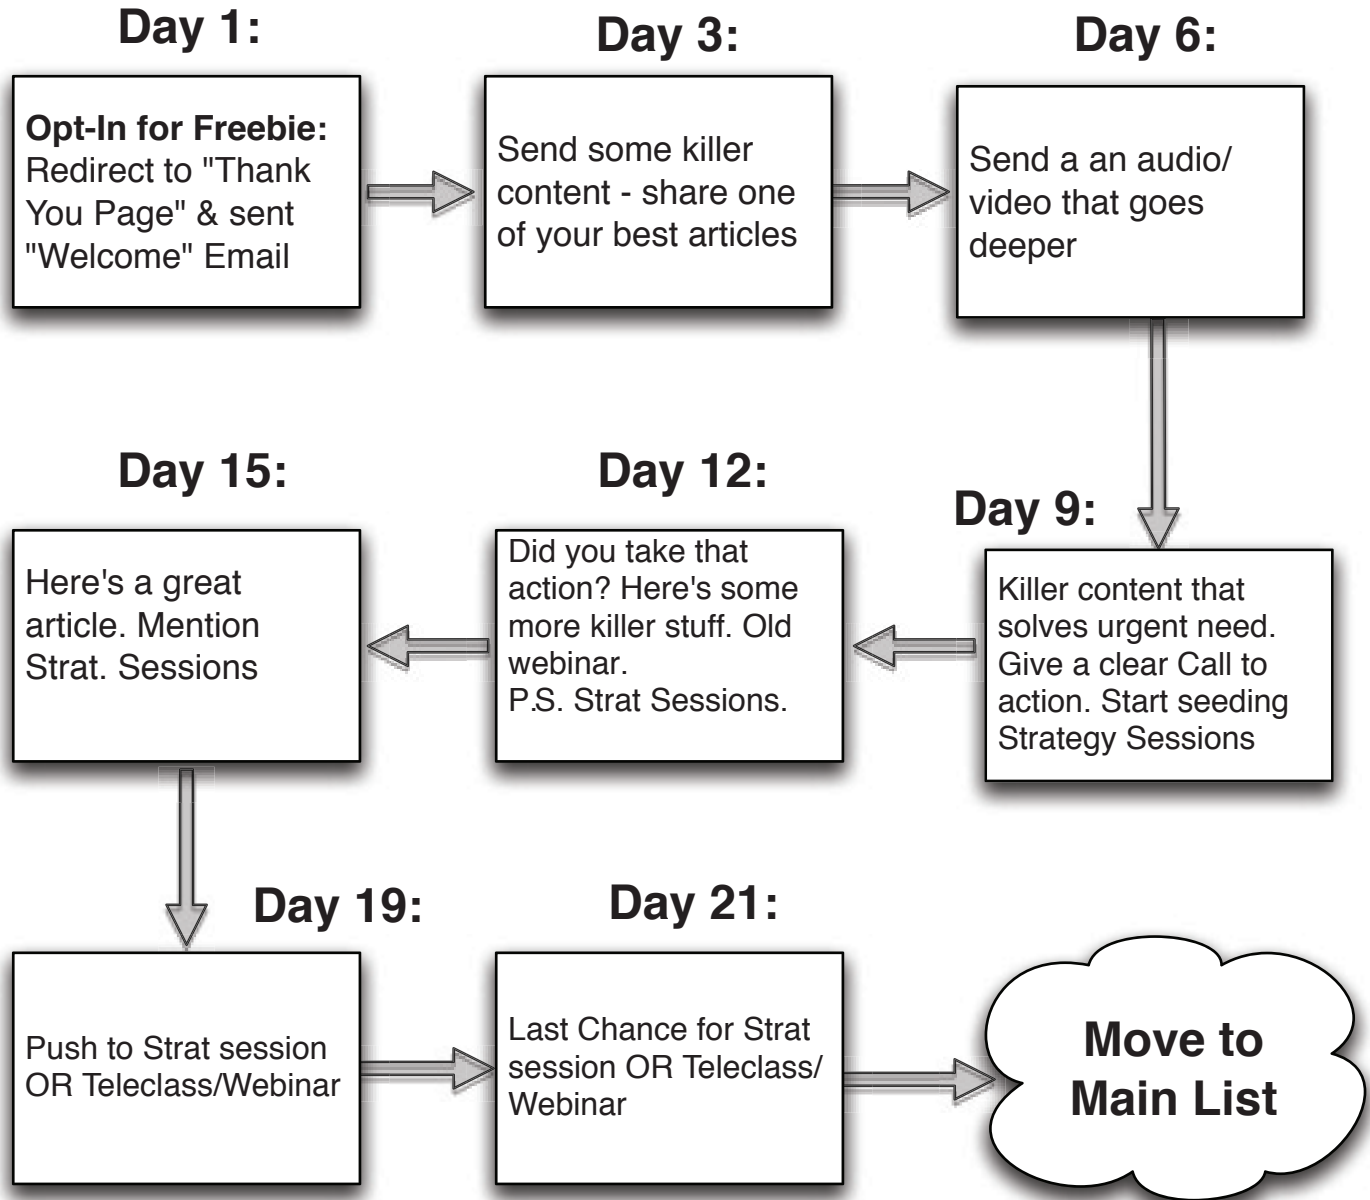 Day 1:
Opt-In for Freebie:
Redirect to "Thank
You Page" & sent
"Welcome" Email
Day 3:
Send some killer
content - share one
of your best articles
Day 6:
Send a an audio/
video that goes
deeper
Day 9:
Killer content that
solves urgent need.
Give a clear Call to
action. Start seeding
Strategy Sessions
Day 12:
Did you take that
action? Here's some
more killer stuff. Old
webinar.
P.S. Strat Sessions.
Day 15:
Here's a great
article. Mention
Strat. Sessions
Day 19:
Push to Strat session
OR Teleclass/Webinar
Day 21:
Last Chance for Strat
session OR Teleclass/
Webinar
Move to
Main List